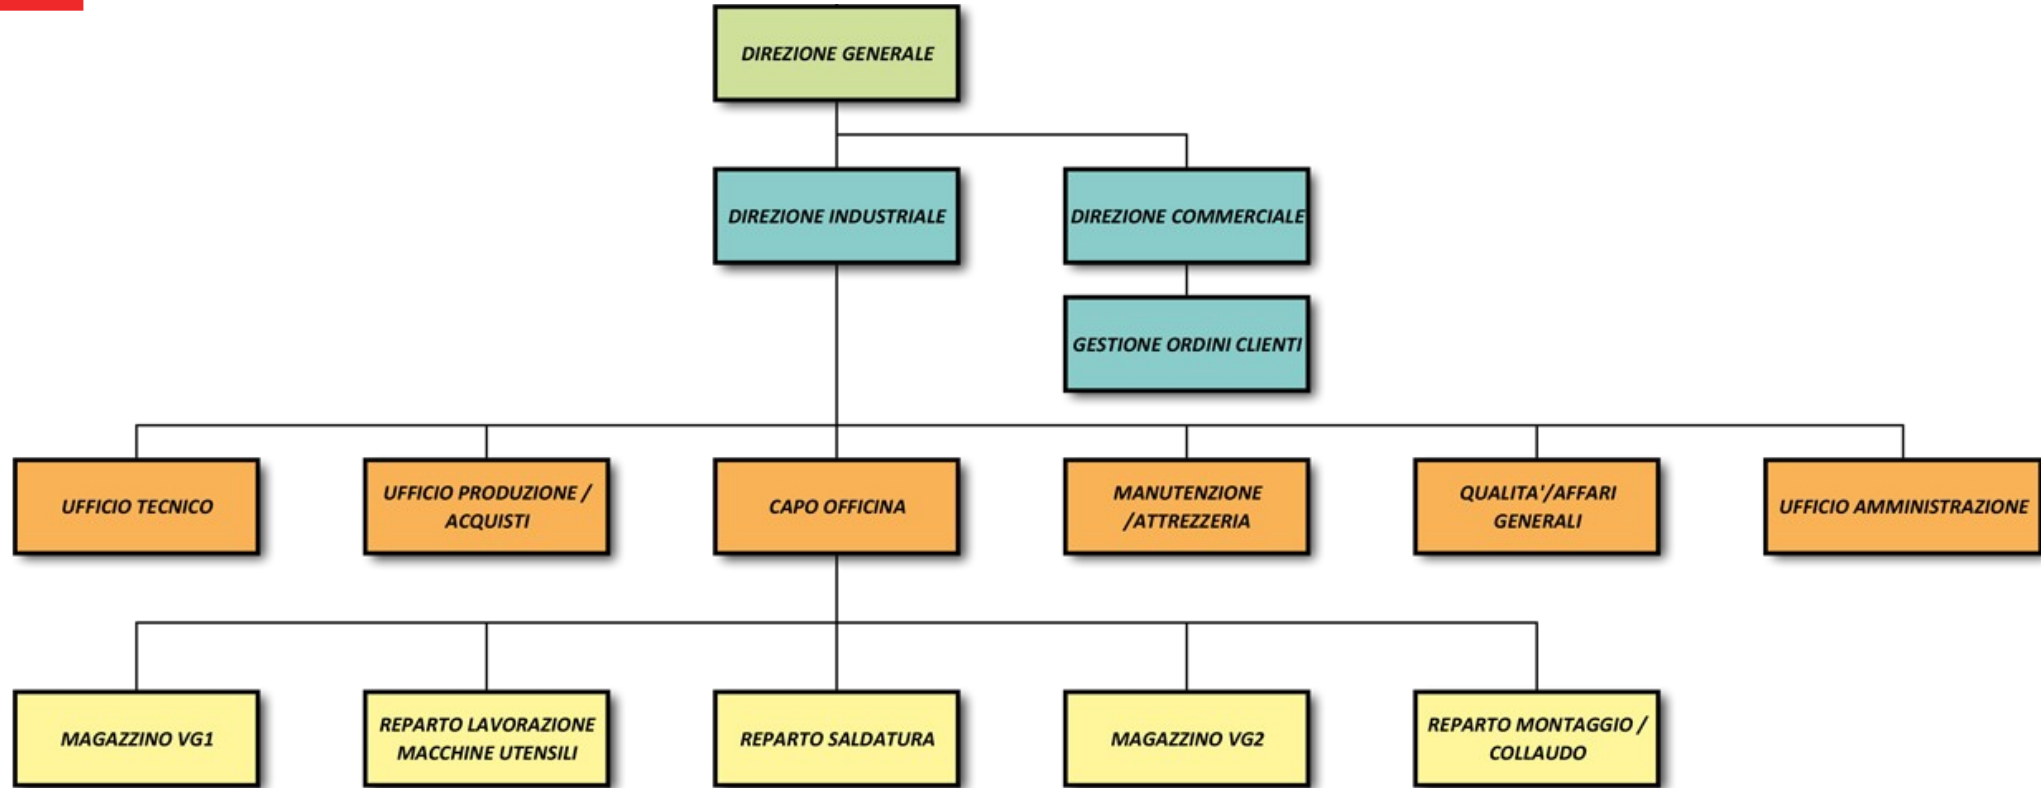 DIREZIONE GENERALE
DIREZIONE INDUSTRIALE
DIREZIONE COMMERCIALE
GESTIONE ORDINI CLIENTI
UFFICIO TECNICO
UFFICIO PRODUZIONE /
ACQUISTI
CAPO OFFICINA
MANUTENZIONE
/ATTREZZERIA
QUALITA'/AFFARI
GENERALI
UFFICIO AMMINISTRAZIONE
MAGAZZINO VG1
REPARTO LAVORAZIONE
MACCHINE UTENSILI
REPARTO SALDATURA
MAGAZZINO VG2
REPARTO MONTAGGIO /
COLLAUDO